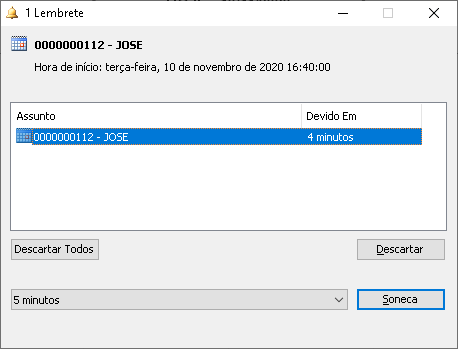 1 Lembrete
0000000112 - JOSE
Hora de início: terça-feira, 10 de novembro de 2020 16:40:00
Assunto Devido Em
0000000112 - JOSE 4 minutos
Descartar Todos Descartar
5 minutos Soneca